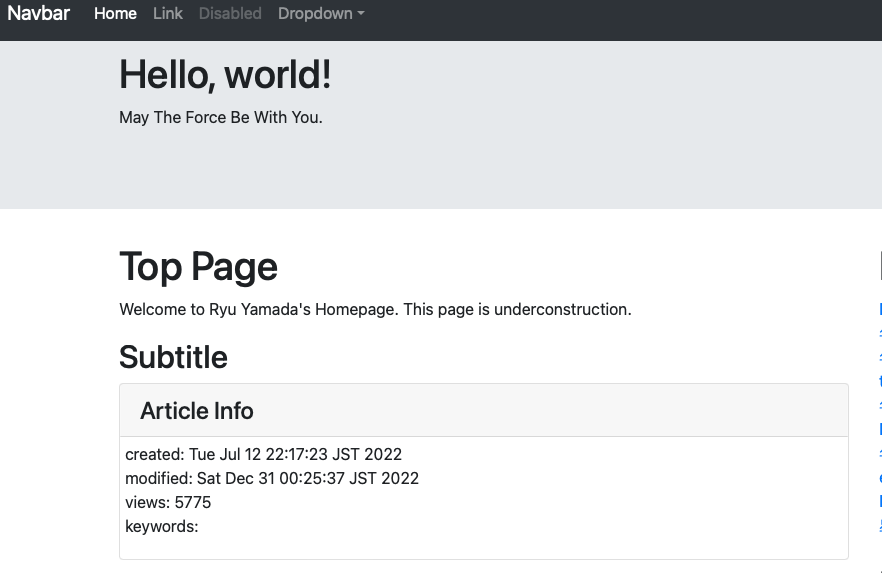 Navbar Home Link Disabled Dropdown
Hello, world!
May The Force Be With You.
Top Page
Welcome to Ryu Yamada's Homepage. This page is underconstruction.
Subtitle
Article Info
created: Tue Jul 12 22:17:23 JST 2022
modified: Sat Dec 31 00:25:37 JST 2022
views: 5775
keywords: